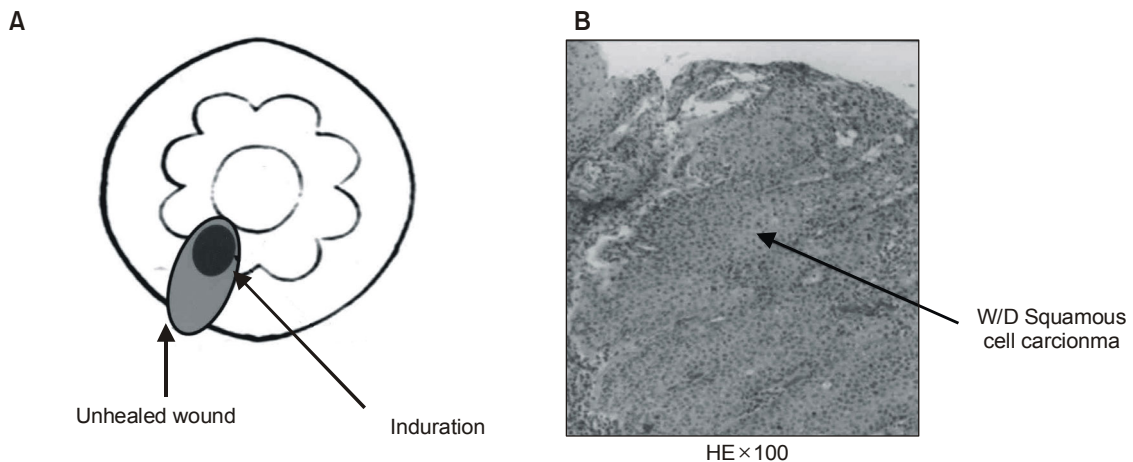 A
B
Unhealed wound
Induration
W/D Squamous
cell carcionma
HE×100